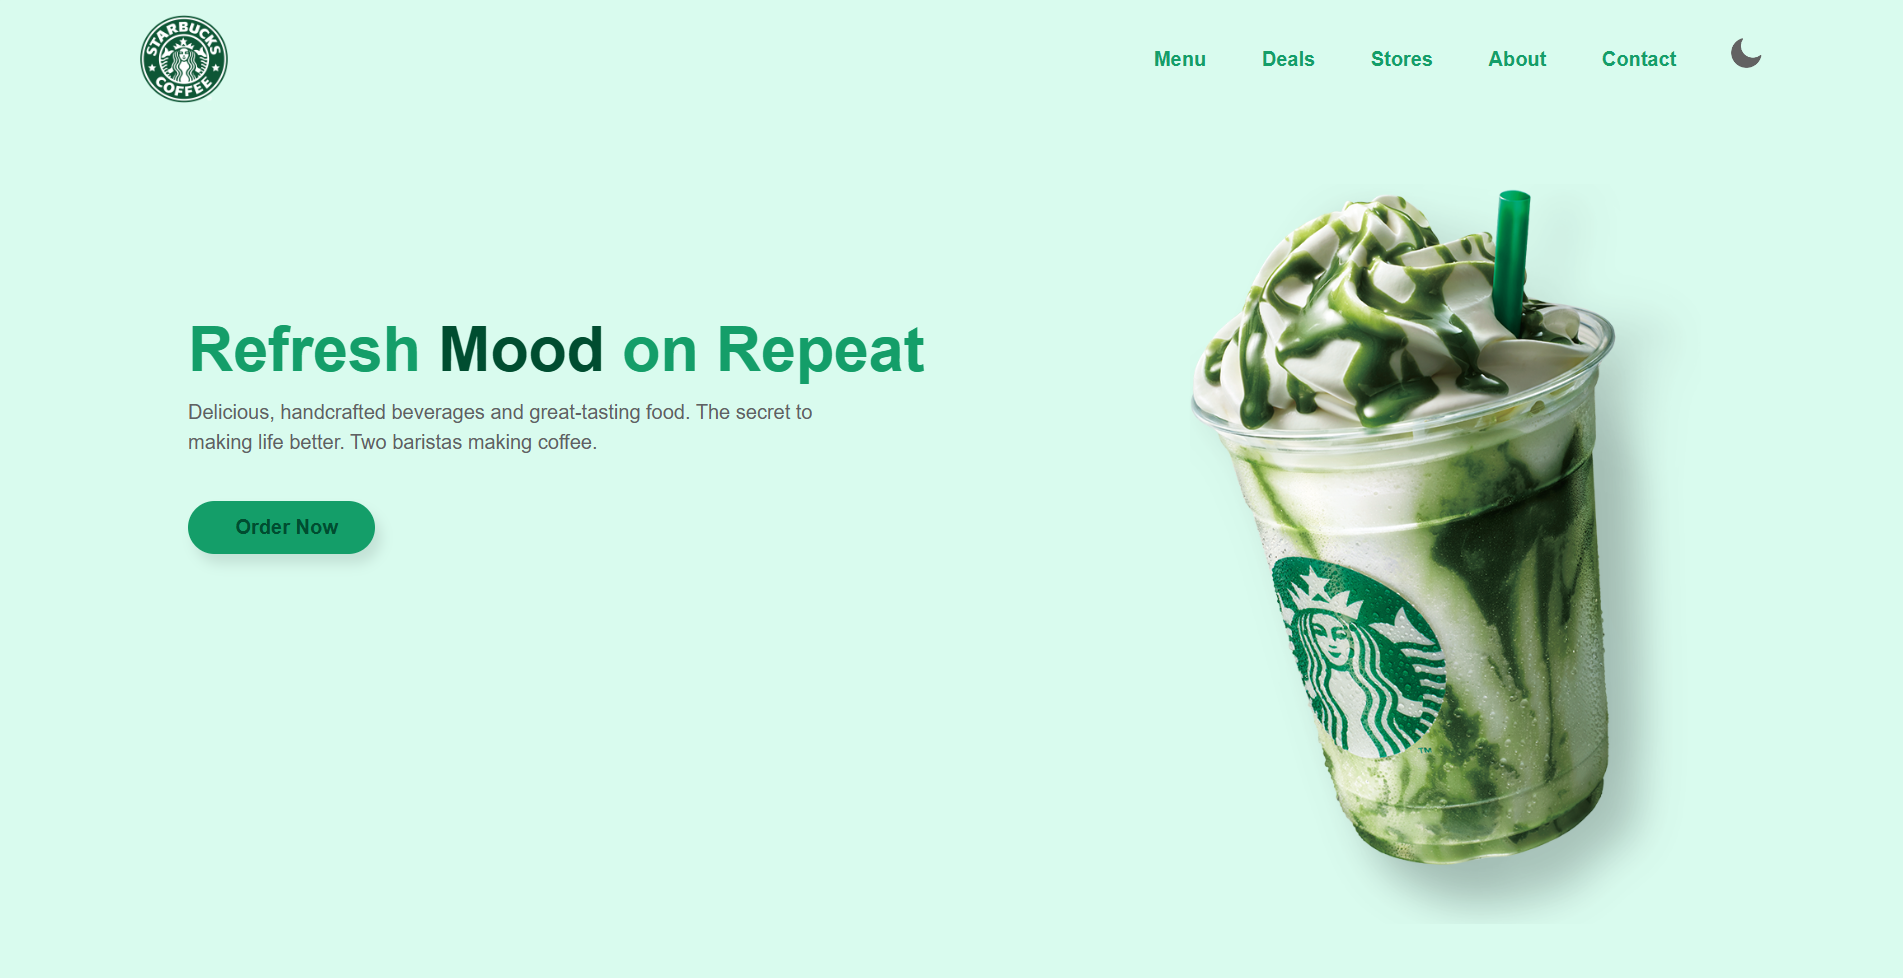 STARBUCKS
COFFEE
Menu Deals Stores About Contact
Refresh Mood on Repeat
Delicious, handcrafted beverages and great-tasting food. The secret to
making life better. Two baristas making coffee.
Order Now
TM